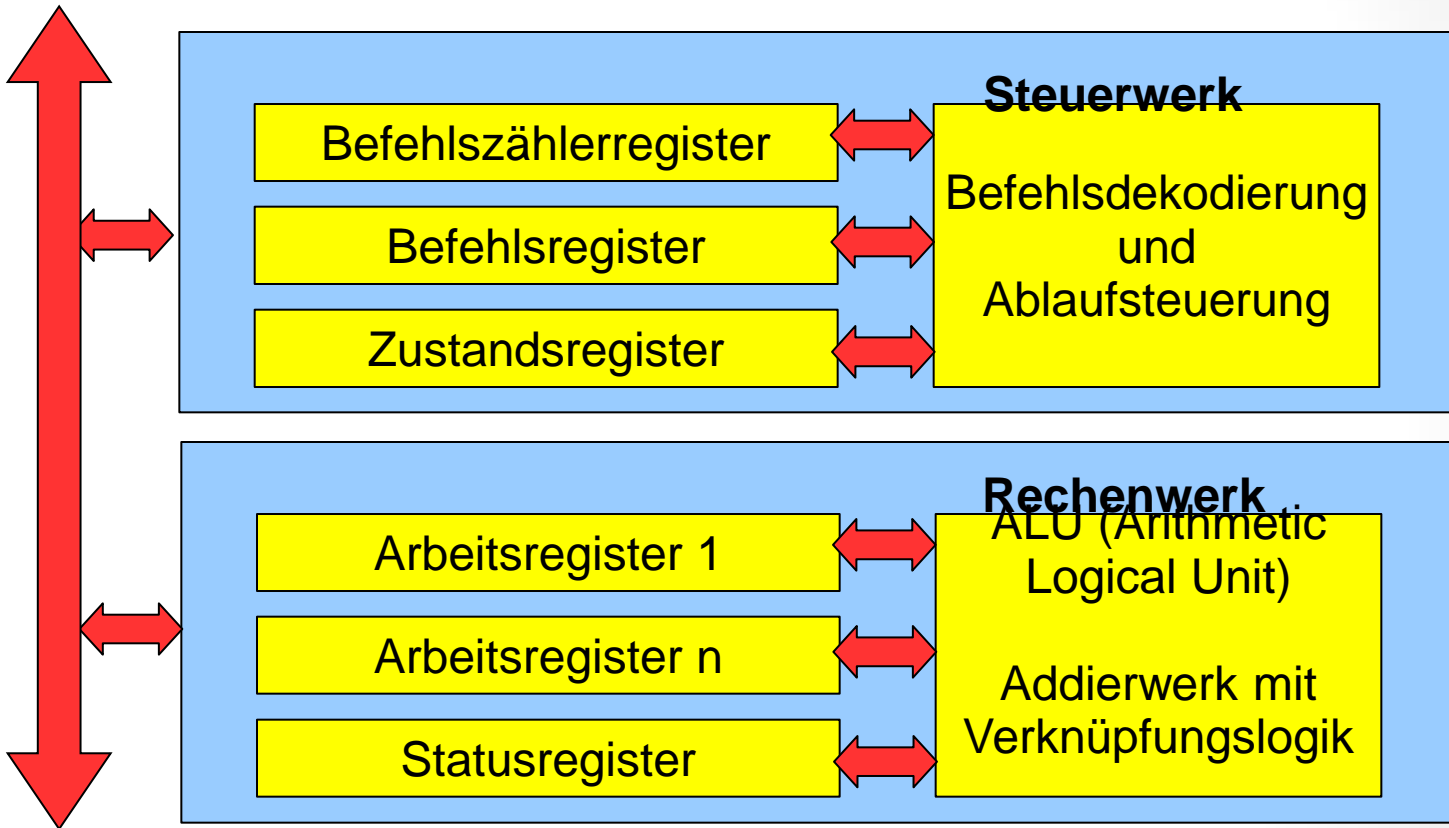 Steuerwerk
Befehlszählerregister
Befehlsregister
Zustandsregister
Befehlsdekodierung
und
Ablaufsteuerung
Rechenwerk
Arbeitsregister 1
Arbeitsregister n
Statusregister
ALU (Arithmetic
Logical Unit)
Addierwerk mit
Verknüpfungslogik